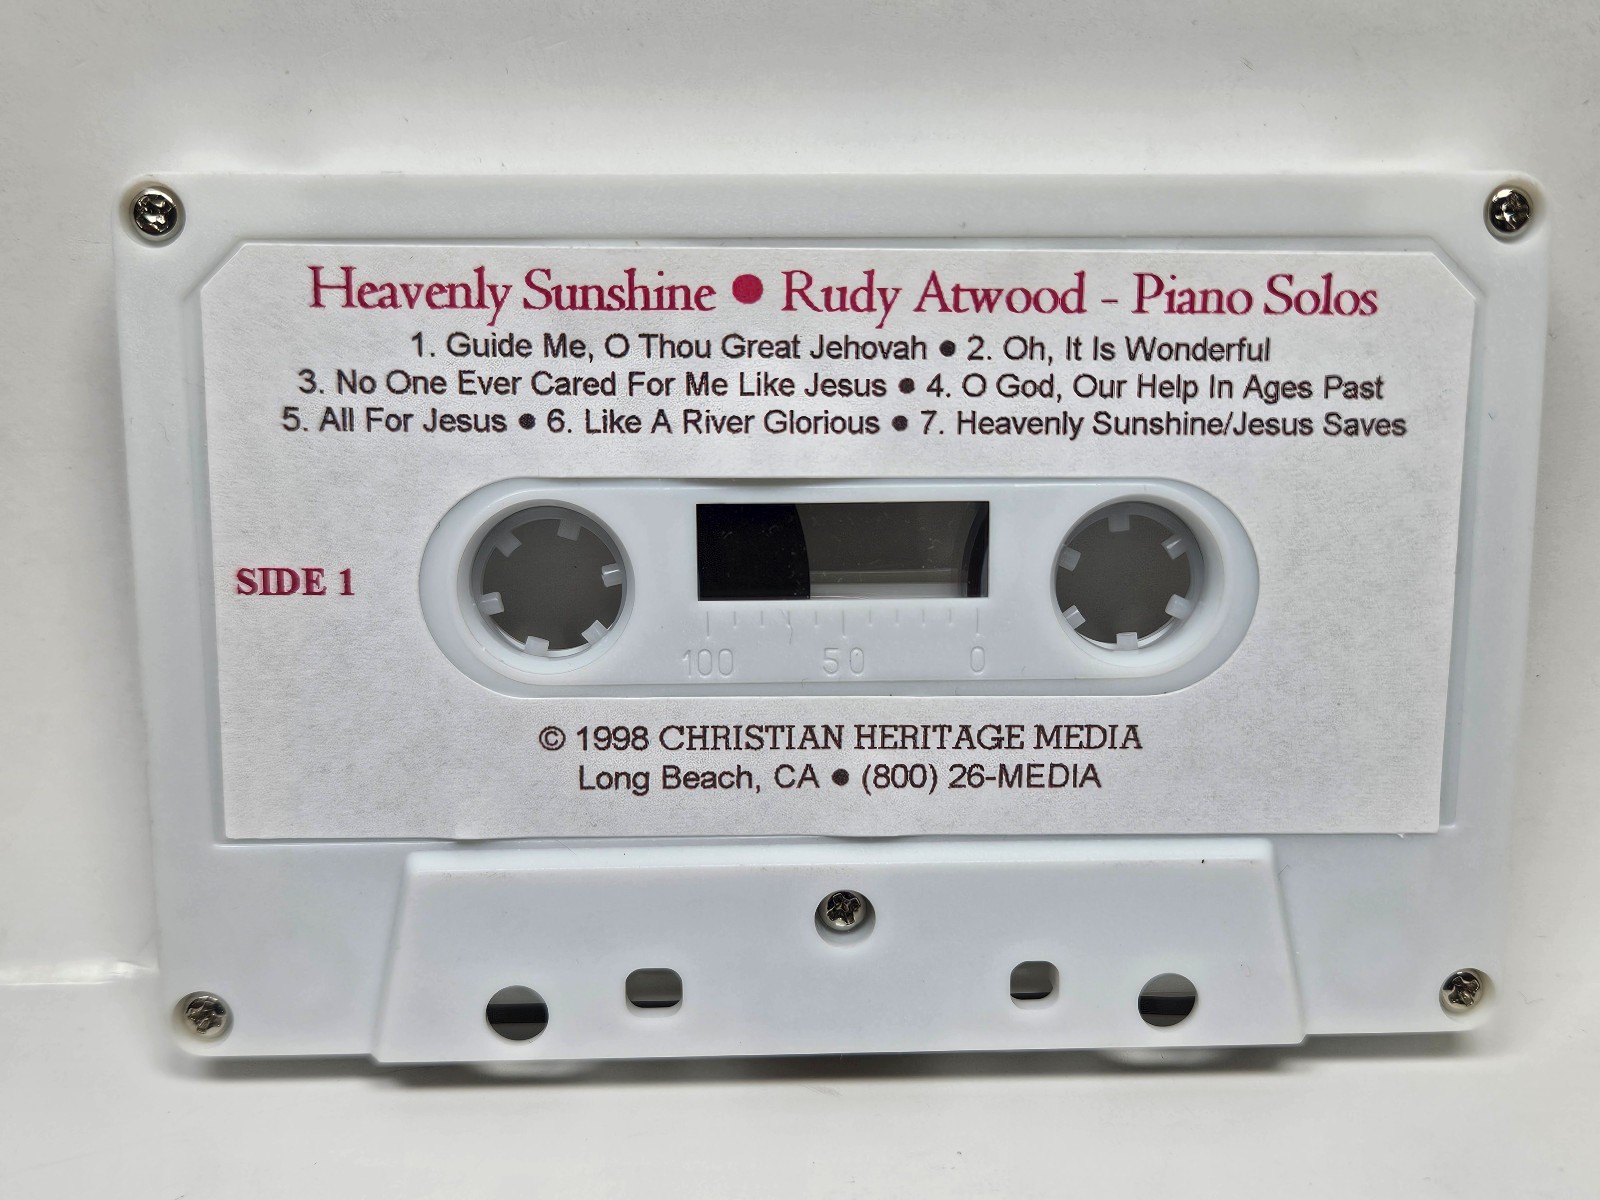 Heavenly Sunshine ● Rudy Atwood - Piano Solos
1. Guide Me, O Thou Great Jehovah ● 2. Oh, It Is Wonderful
3. No One Ever Cared For Me Like Jesus ● 4. O God, Our Help In Ages Past
5. All For Jesus ● 6. Like A River Glorious ● 7. Heavenly Sunshine/Jesus Saves
SIDE 1
100 50 0
© 1998 CHRISTIAN HERITAGE MEDIA
Long Beach, CA ● (800) 26-MEDIA